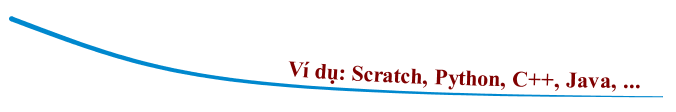 Ví dụ: Scratch, Python, C++, Java, ...